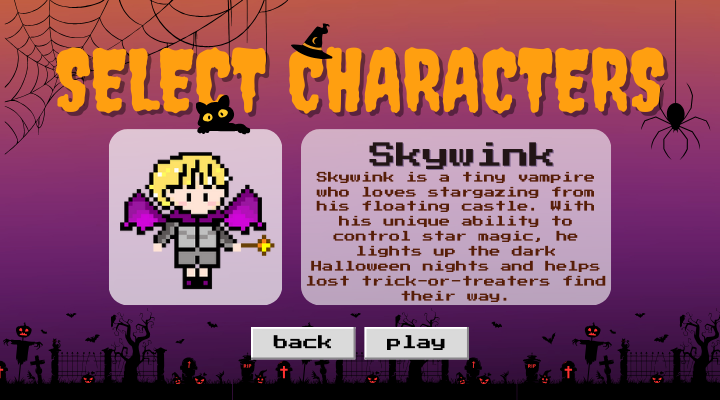 SELECT CHARACTERS
Skywink
Skywink is a tiny vampire
who loves stargazing from
his floating castle. With
his unique ability to
control star magic, he
lights up the dark
Halloween nights and helps
lost trick-or-treaters find
their way.
back
play
RIP
RIP